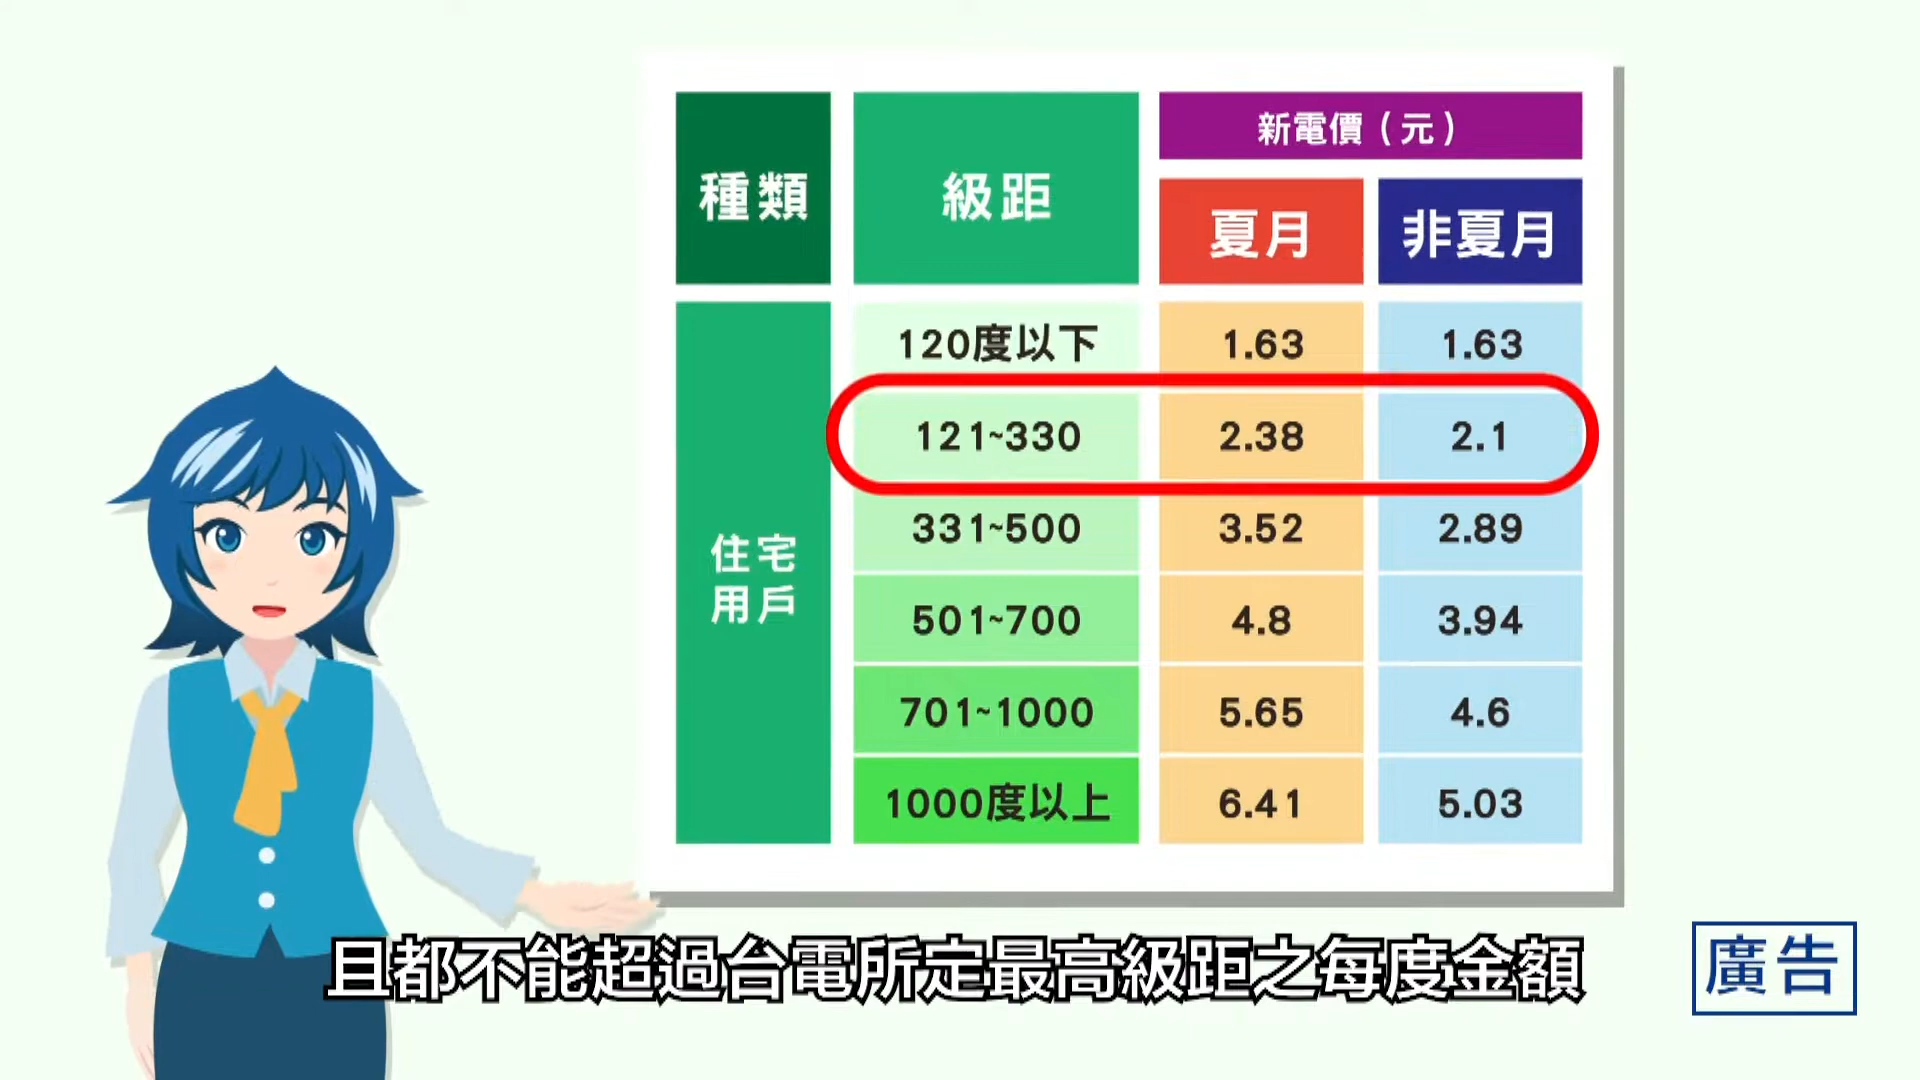 種類 級距 新電價（元）
夏月 非夏月
住宅
用戶
120度以下 1.63 1.63
121~330 2.38 2.1
331~500 3.52 2.89
501~700 4.8 3.94
701~1000 5.65 4.6
1000度以上 6.41 5.03
且都不能超過台電所定最高級距之每度金額
廣告